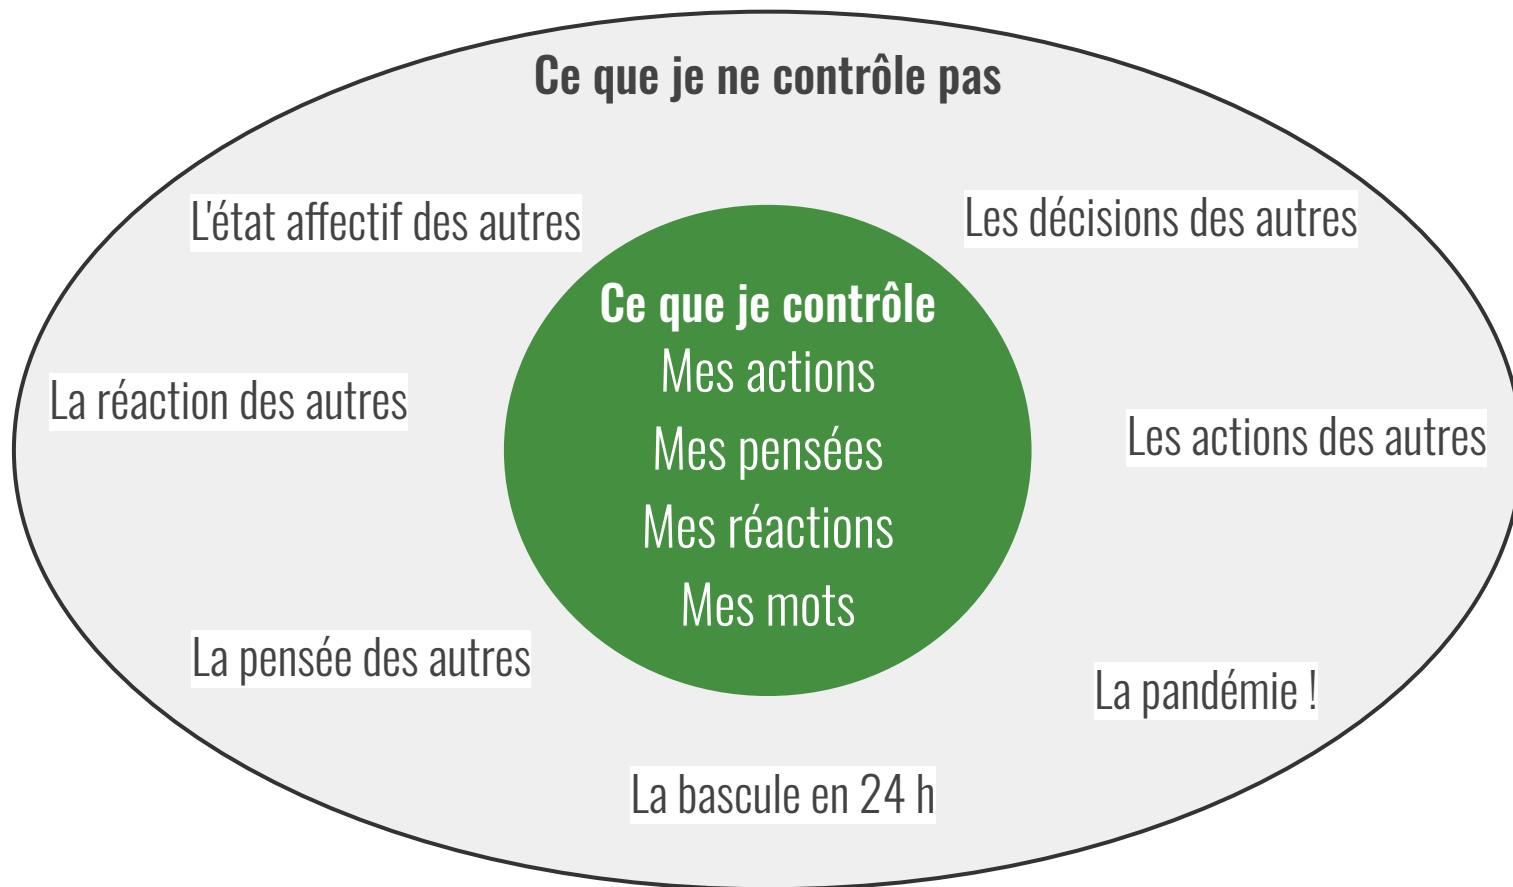 Ce que je ne contrôle pas
L'état affectif des autres
Les décisions des autres
Ce que je contrôle
Mes actions
Mes pensées
Mes réactions
Mes mots
La réaction des autres
Les actions des autres
La pensée des autres
La pandémie !
La bascule en 24 h